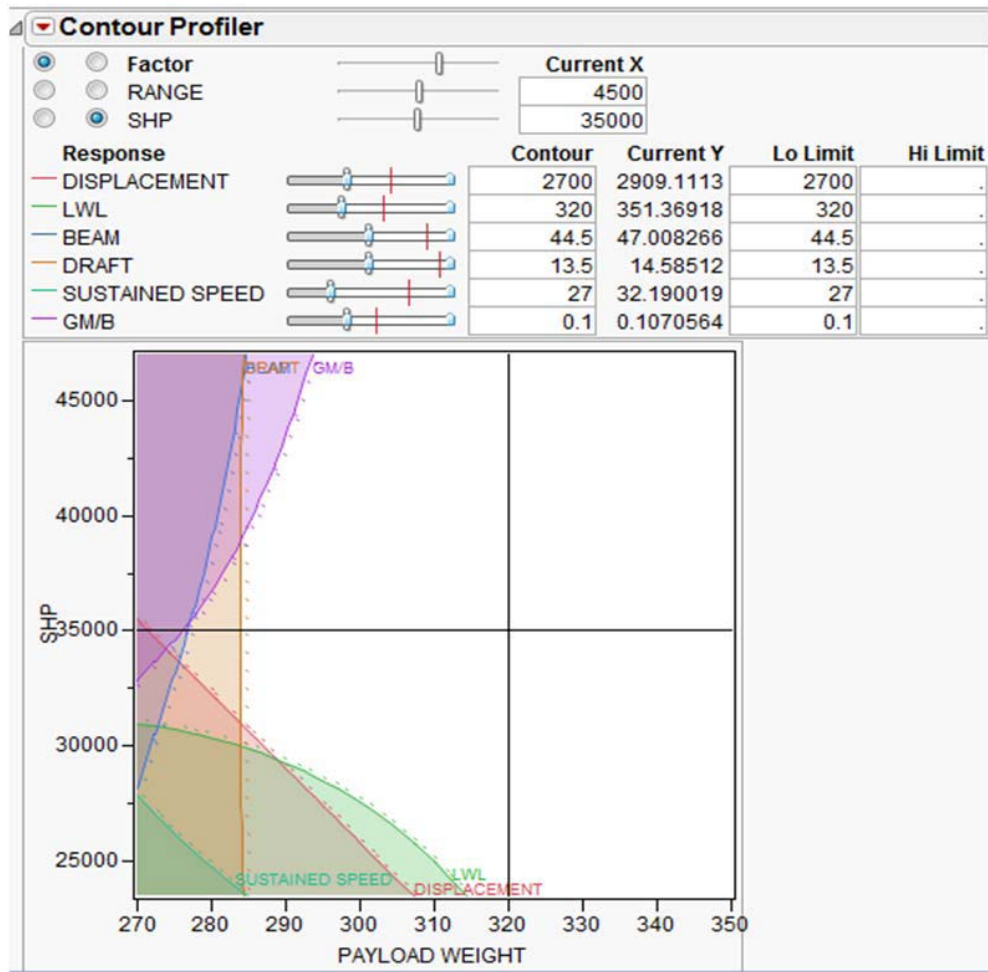 Contour Profiler
Factor Current X
RANGE 4500
SHP 35000
Response Contour Current Y Lo Limit Hi Limit
DISPLACEMENT 2700 2909.1113 2700 .
LWL 320 351.36918 320 .
BEAM 44.5 47.008266 44.5 .
DRAFT 13.5 14.58512 13.5 .
SUSTAINED SPEED 27 32.190019 27 .
GM/B 0.1 0.1070564 0.1 .
GM/B
45000
40000
SHP
35000
30000
25000
SUSTAINED SPEED
LWL
DISPLACEMENT
270 280 290 300 310 320 330 340 350
PAYLOAD WEIGHT